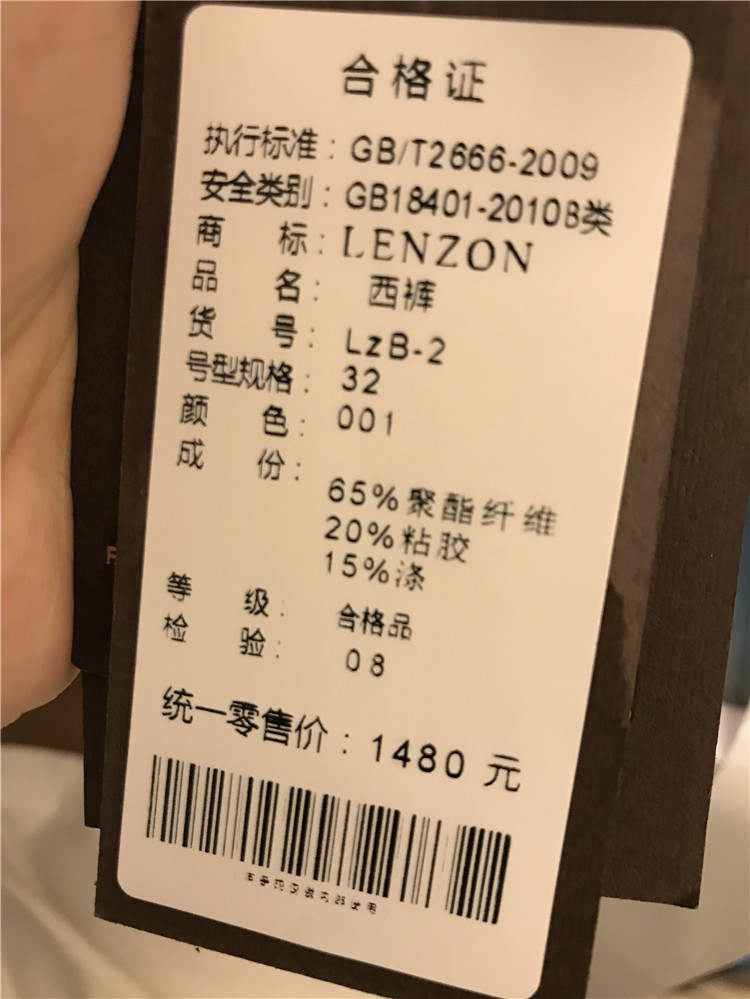 合格证
执行标准：GB/T2666-2009
安全类别：GB18401-2010B类
商 标：LENZON
品 名： 西裤
货 号：LzB-2
号型规格：32
颜 色：001
成 份：
65%聚酯纤维
20%粘胶
15%涤
等 级： 合格品
检 验： 08
统一零售价：1480 元